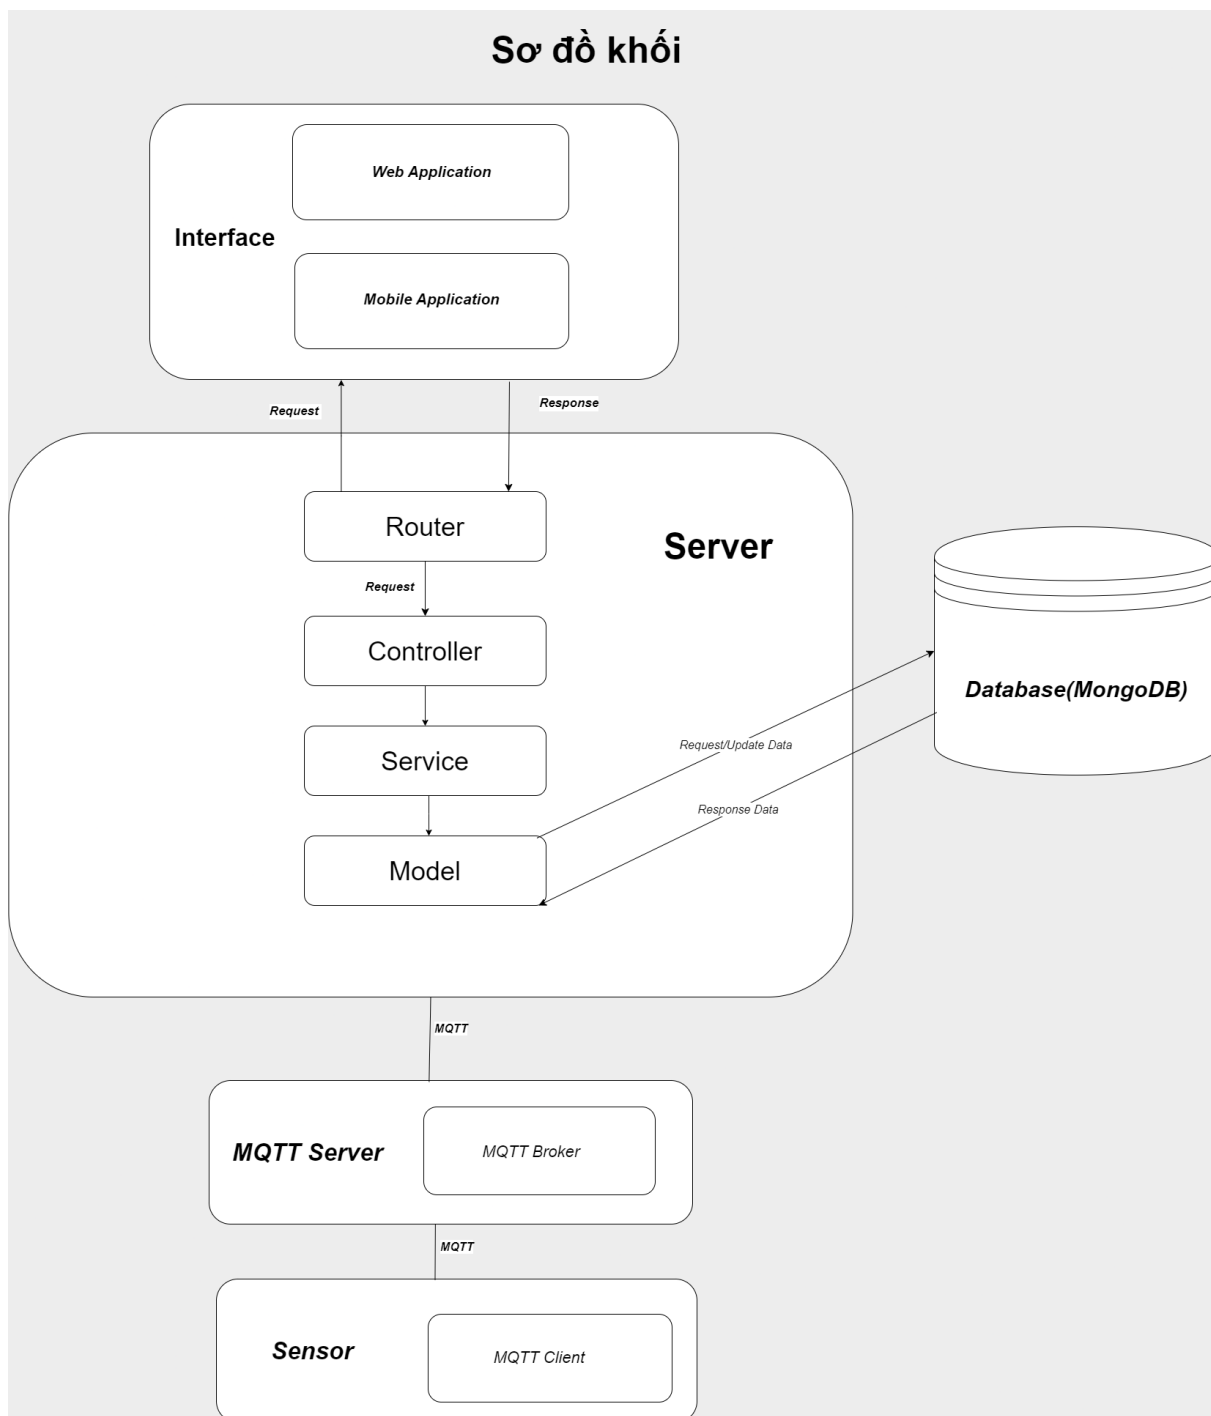 Sơ đồ khối
Web Application
Interface
Mobile Application
Request
Response
Router
Server
Request
Controller
Database(MongoDB)
Request/Update Data
Service
Response Data
Model
MQTT
MQTT Server
MQTT Broker
MQTT
Sensor
MQTT Client